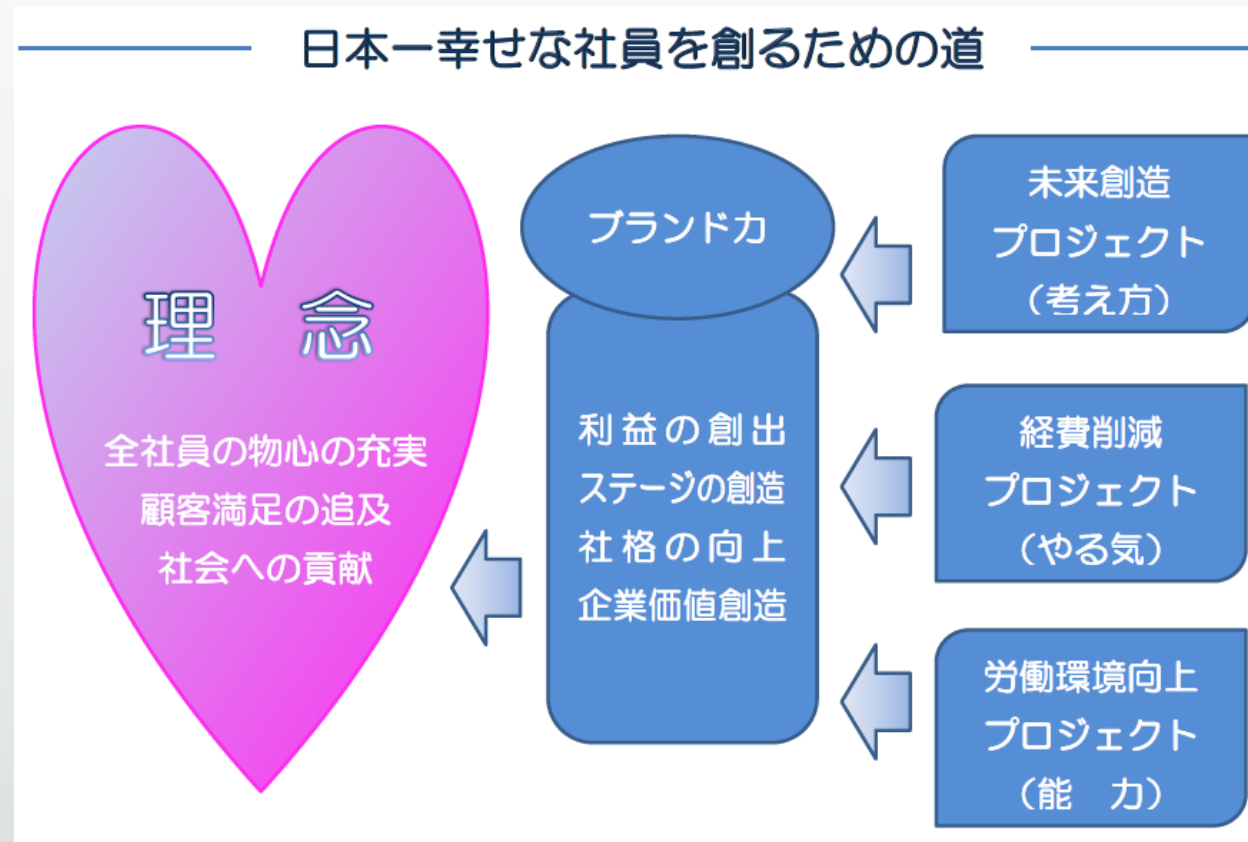 日本一幸せな社員を創るための道
理　念
全社員の物心の充実
顧客満足の追及
社会への貢献
ブランド力
利益の創出
ステージの創造
社格の向上
企業価値創造
未来創造
プロジェクト
（考え方）
経費削減
プロジェクト
（やる気）
労働環境向上
プロジェクト
（能　力）